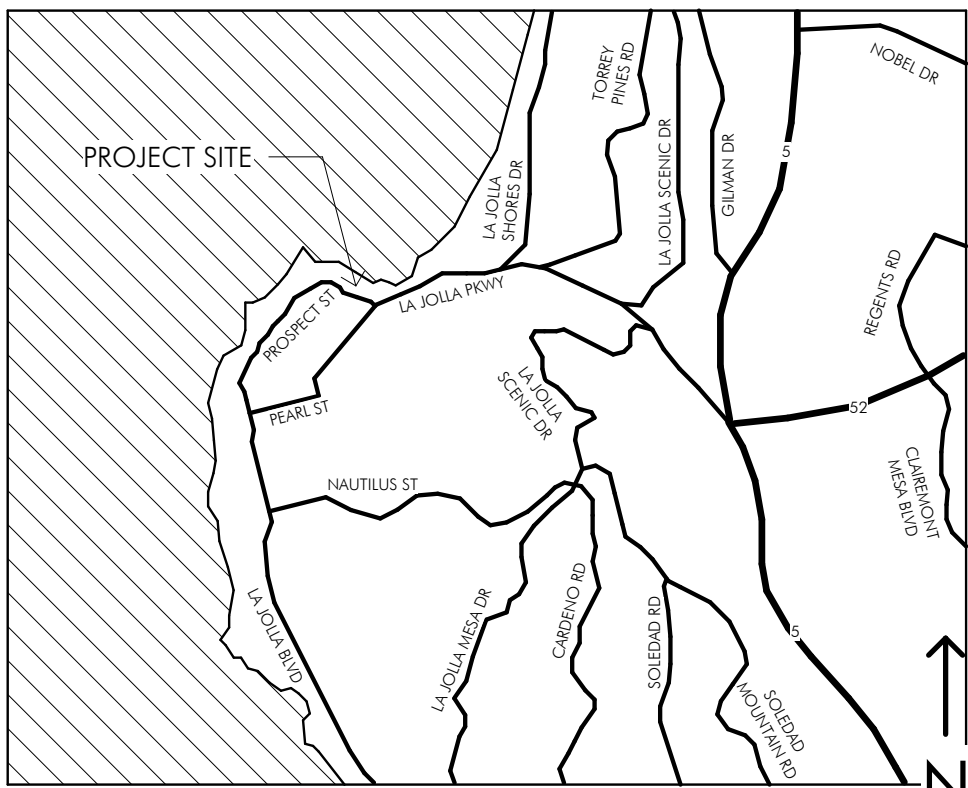 NOBEL DR
TORREY
PINES RD
5
PROJECT SITE
LA JOLLA
SHORES DR
LA JOLLA SCENIC DR
GILMAN DR
REGENTS RD
LA JOLLA PKWY
PROSPECT ST
LA JOLLA
SCENIC DR
52
PEARL ST
CLAIREMONT
MESA BLVD
NAUTILUS ST
LA JOLLA BLVD
LA JOLLA MESA DR
CARDENO RD
SOLEDAD RD
5
SOLEDAD
MOUNTAIN RD
N